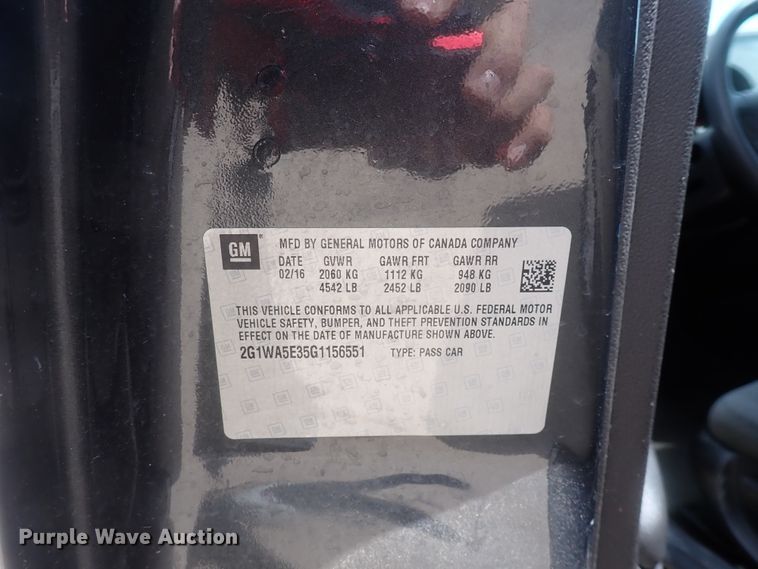 GM
MFD BY GENERAL MOTORS OF CANADA COMPANY
DATE GVWR GAWR FRT GAWR RR
02/16 2060 KG 1112 KG 948 KG
4542 LB 2452 LB 2090 LB
THIS VEHICLE CONFORMS TO ALL APPLICABLE U.S. FEDERAL MOTOR
VEHICLE SAFETY, BUMPER, AND THEFT PREVENTION STANDARDS IN
EFFECT ON THE DATE OF MANUFACTURE SHOWN ABOVE.
2G1WA5E35G1156551 TYPE: PASS CAR
Purple Wave Auction